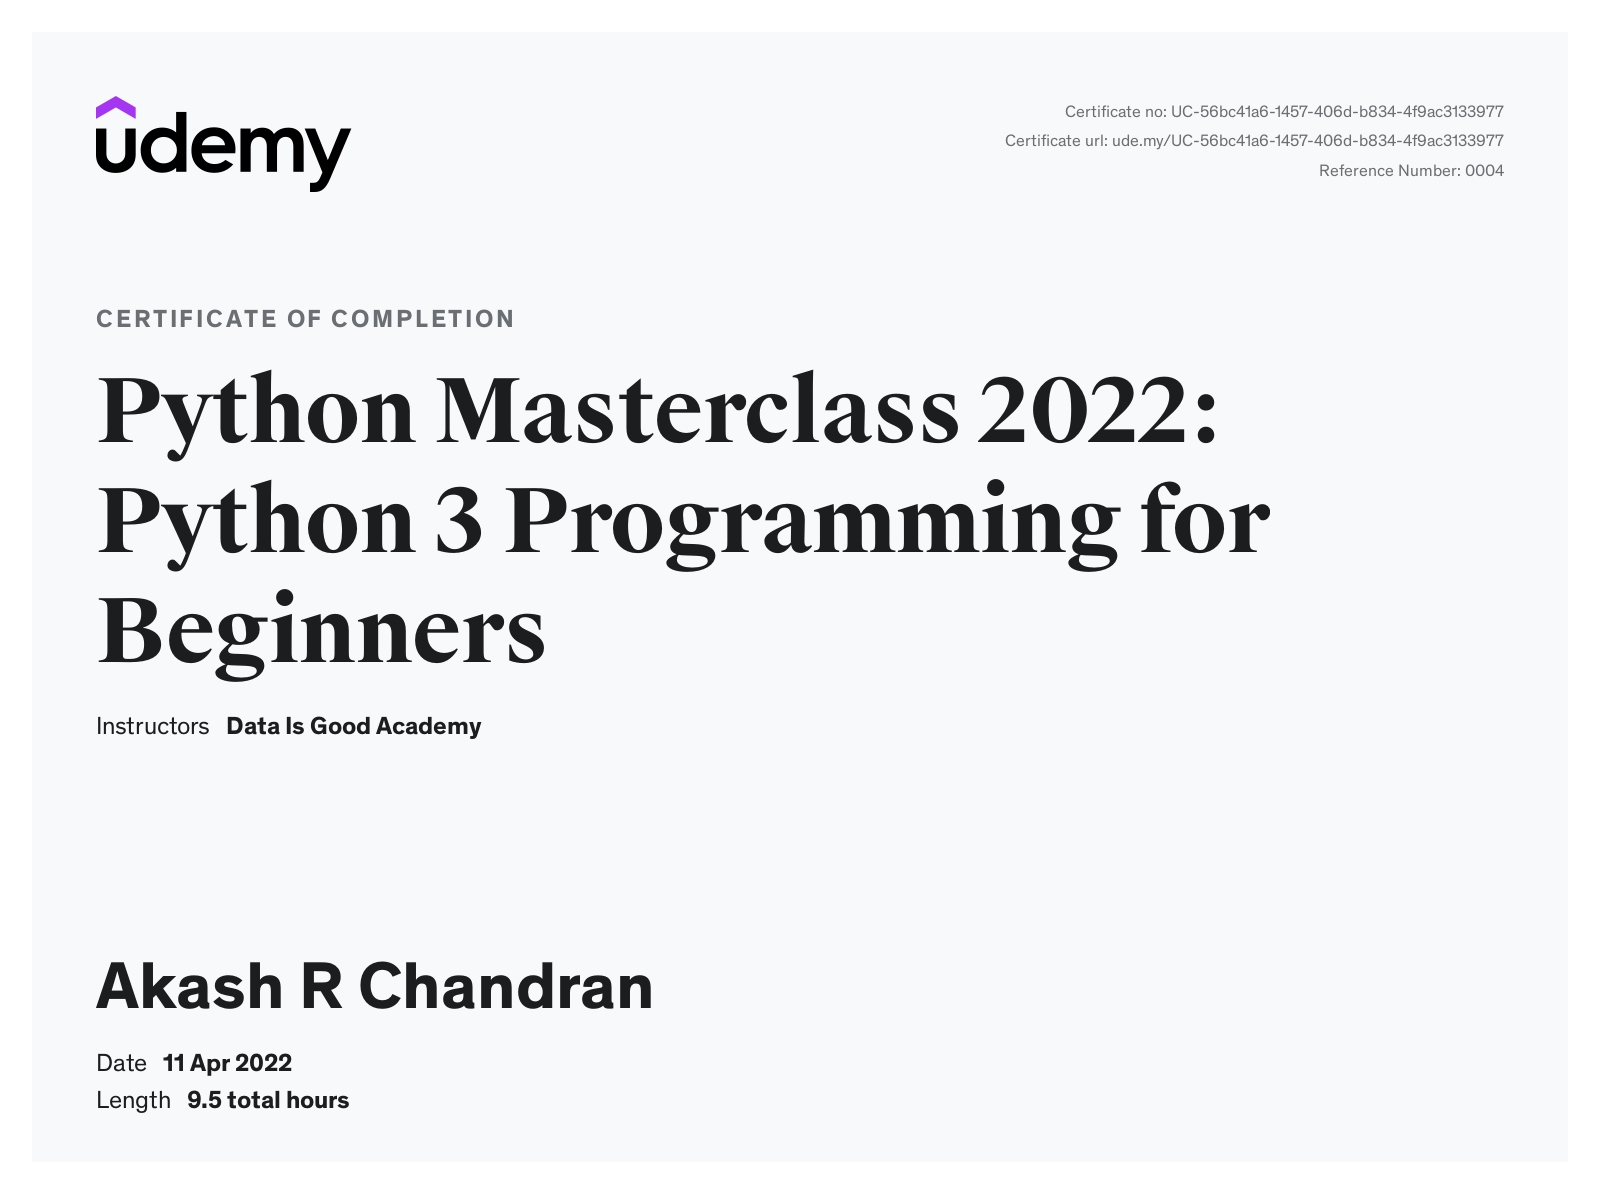 udemy
Certificate no: UC-56bc41a6-1457-406d-b834-4f9ac3133977
Certificate url: ude.my/UC-56bc41a6-1457-406d-b834-4f9ac3133977
Reference Number: 0004
CERTIFICATE OF COMPLETION
Python Masterclass 2022:
Python 3 Programming for
Beginners
Instructors Data Is Good Academy
Akash R Chandran
Date 11 Apr 2022
Length 9.5 total hours